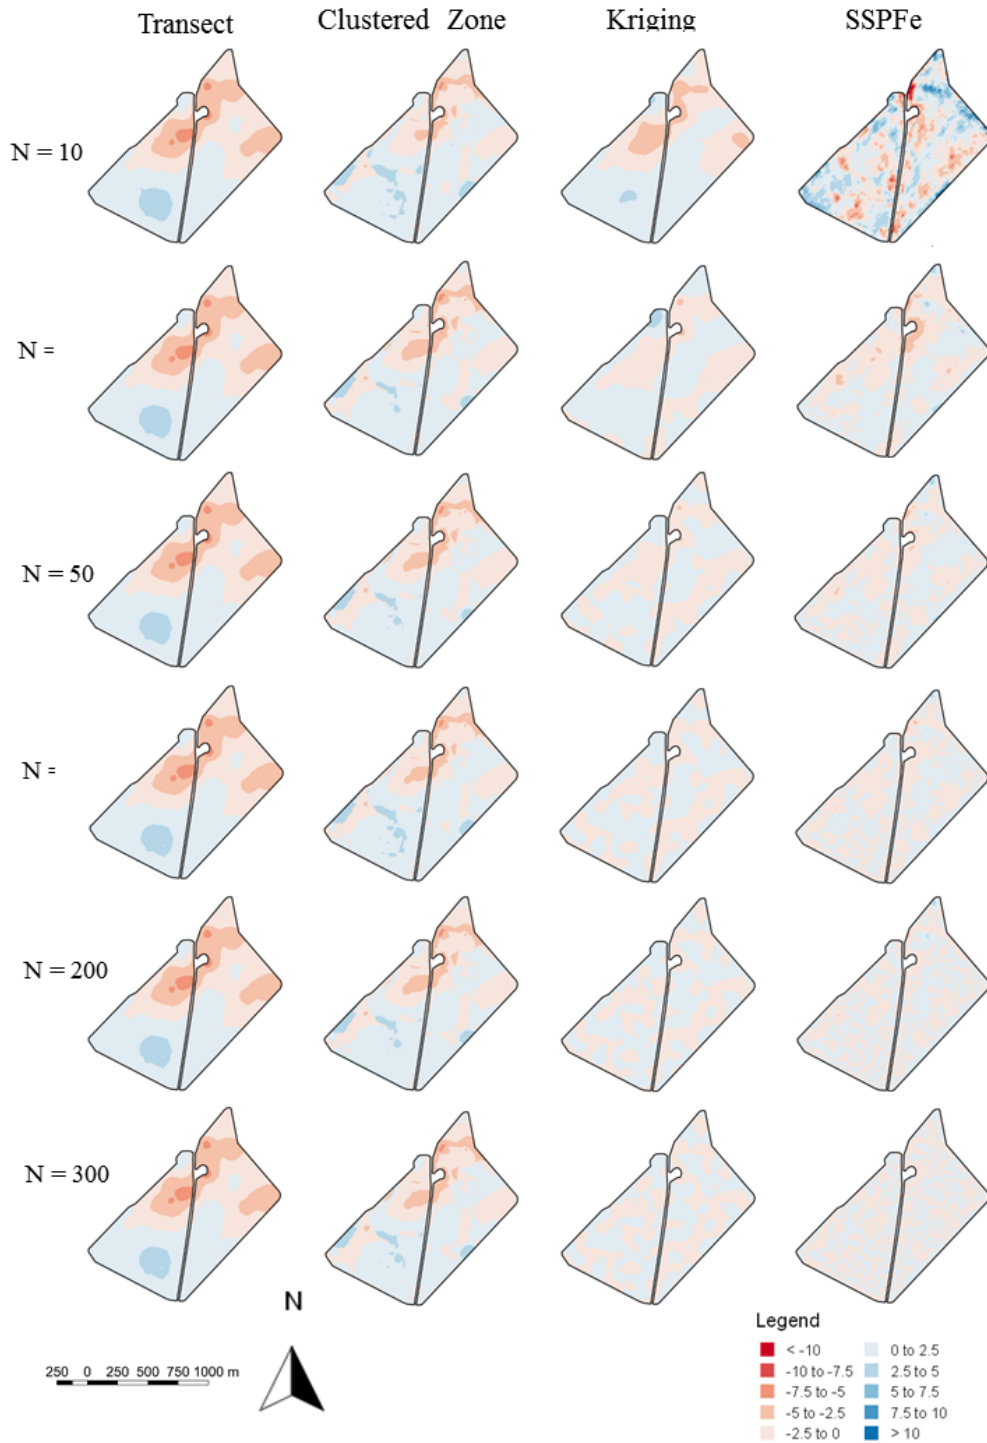 Transect Clustered Zone Kriging SSPFe
N = 10
N =
N = 50
N =
N = 200
N = 300
N
250 0 250 500 750 1000 m
Legend
< -10 0 to 2.5
-10 to -7.5 2.5 to 5
-7.5 to -5 5 to 7.5
-5 to -2.5 7.5 to 10
-2.5 to 0 > 10